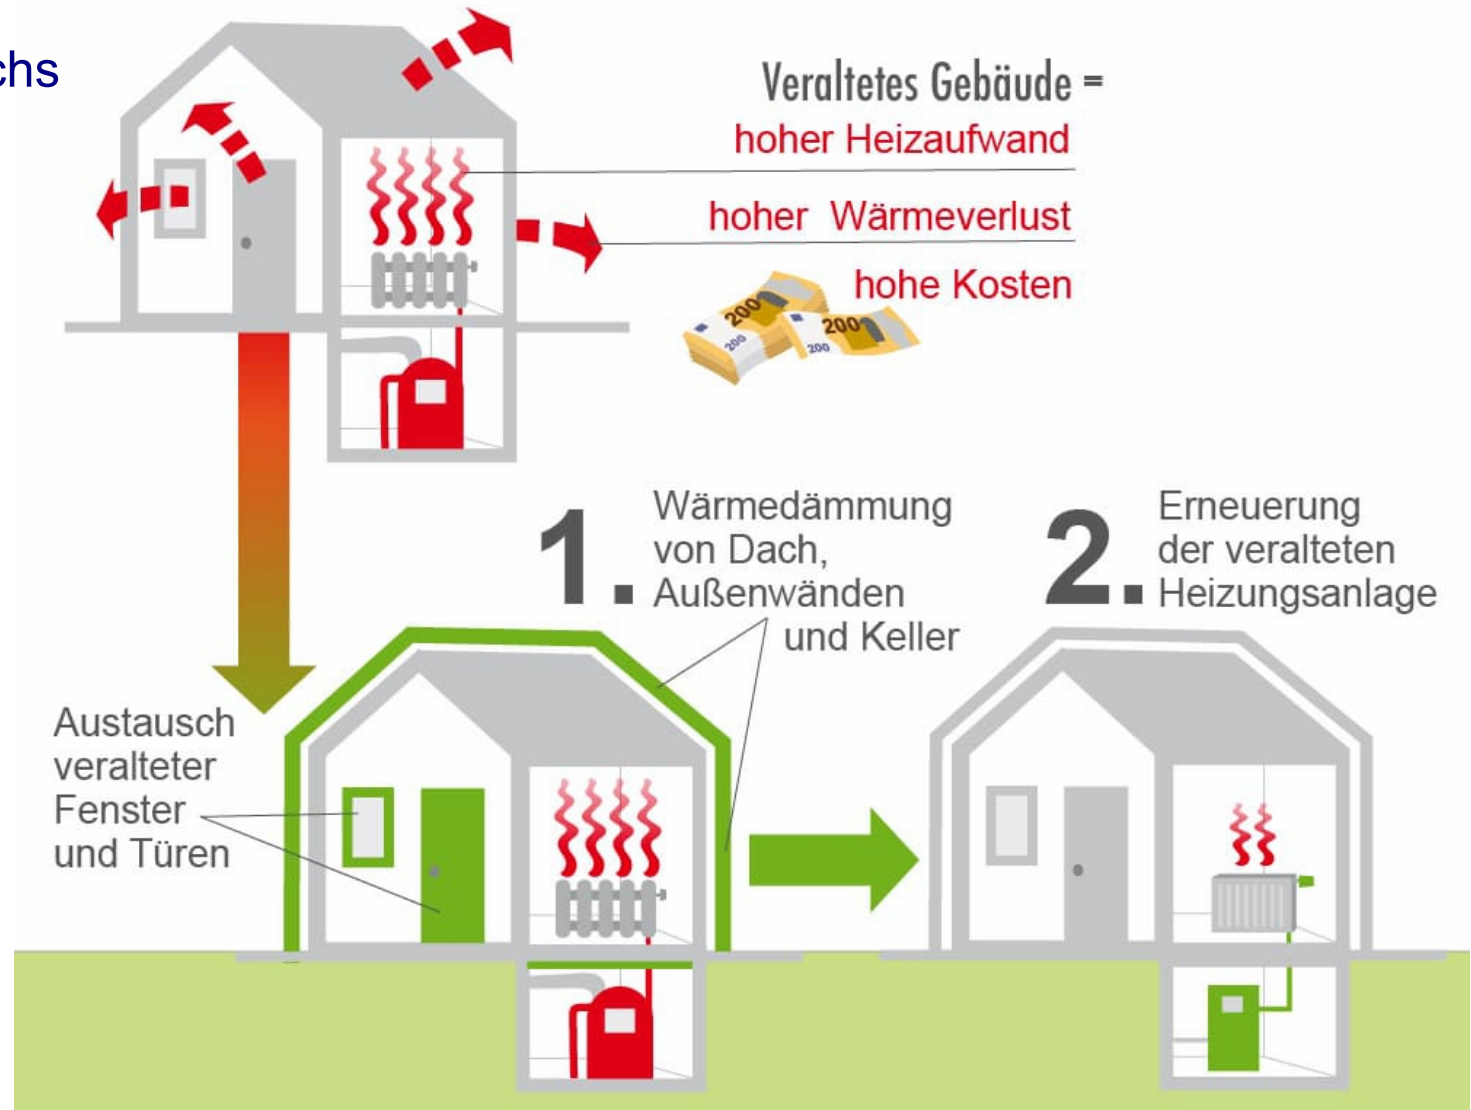 chs
Veraltetes Gebäude =
hoher Heizaufwand
hoher Wärmeverlust
hohe Kosten
200
200
200
200
1. Wärmedämmung
von Dach,
Außenwänden
und Keller
2. Erneuerung
der veralteten
Heizungsanlage
Austausch
veralteter
Fenster
und Türen